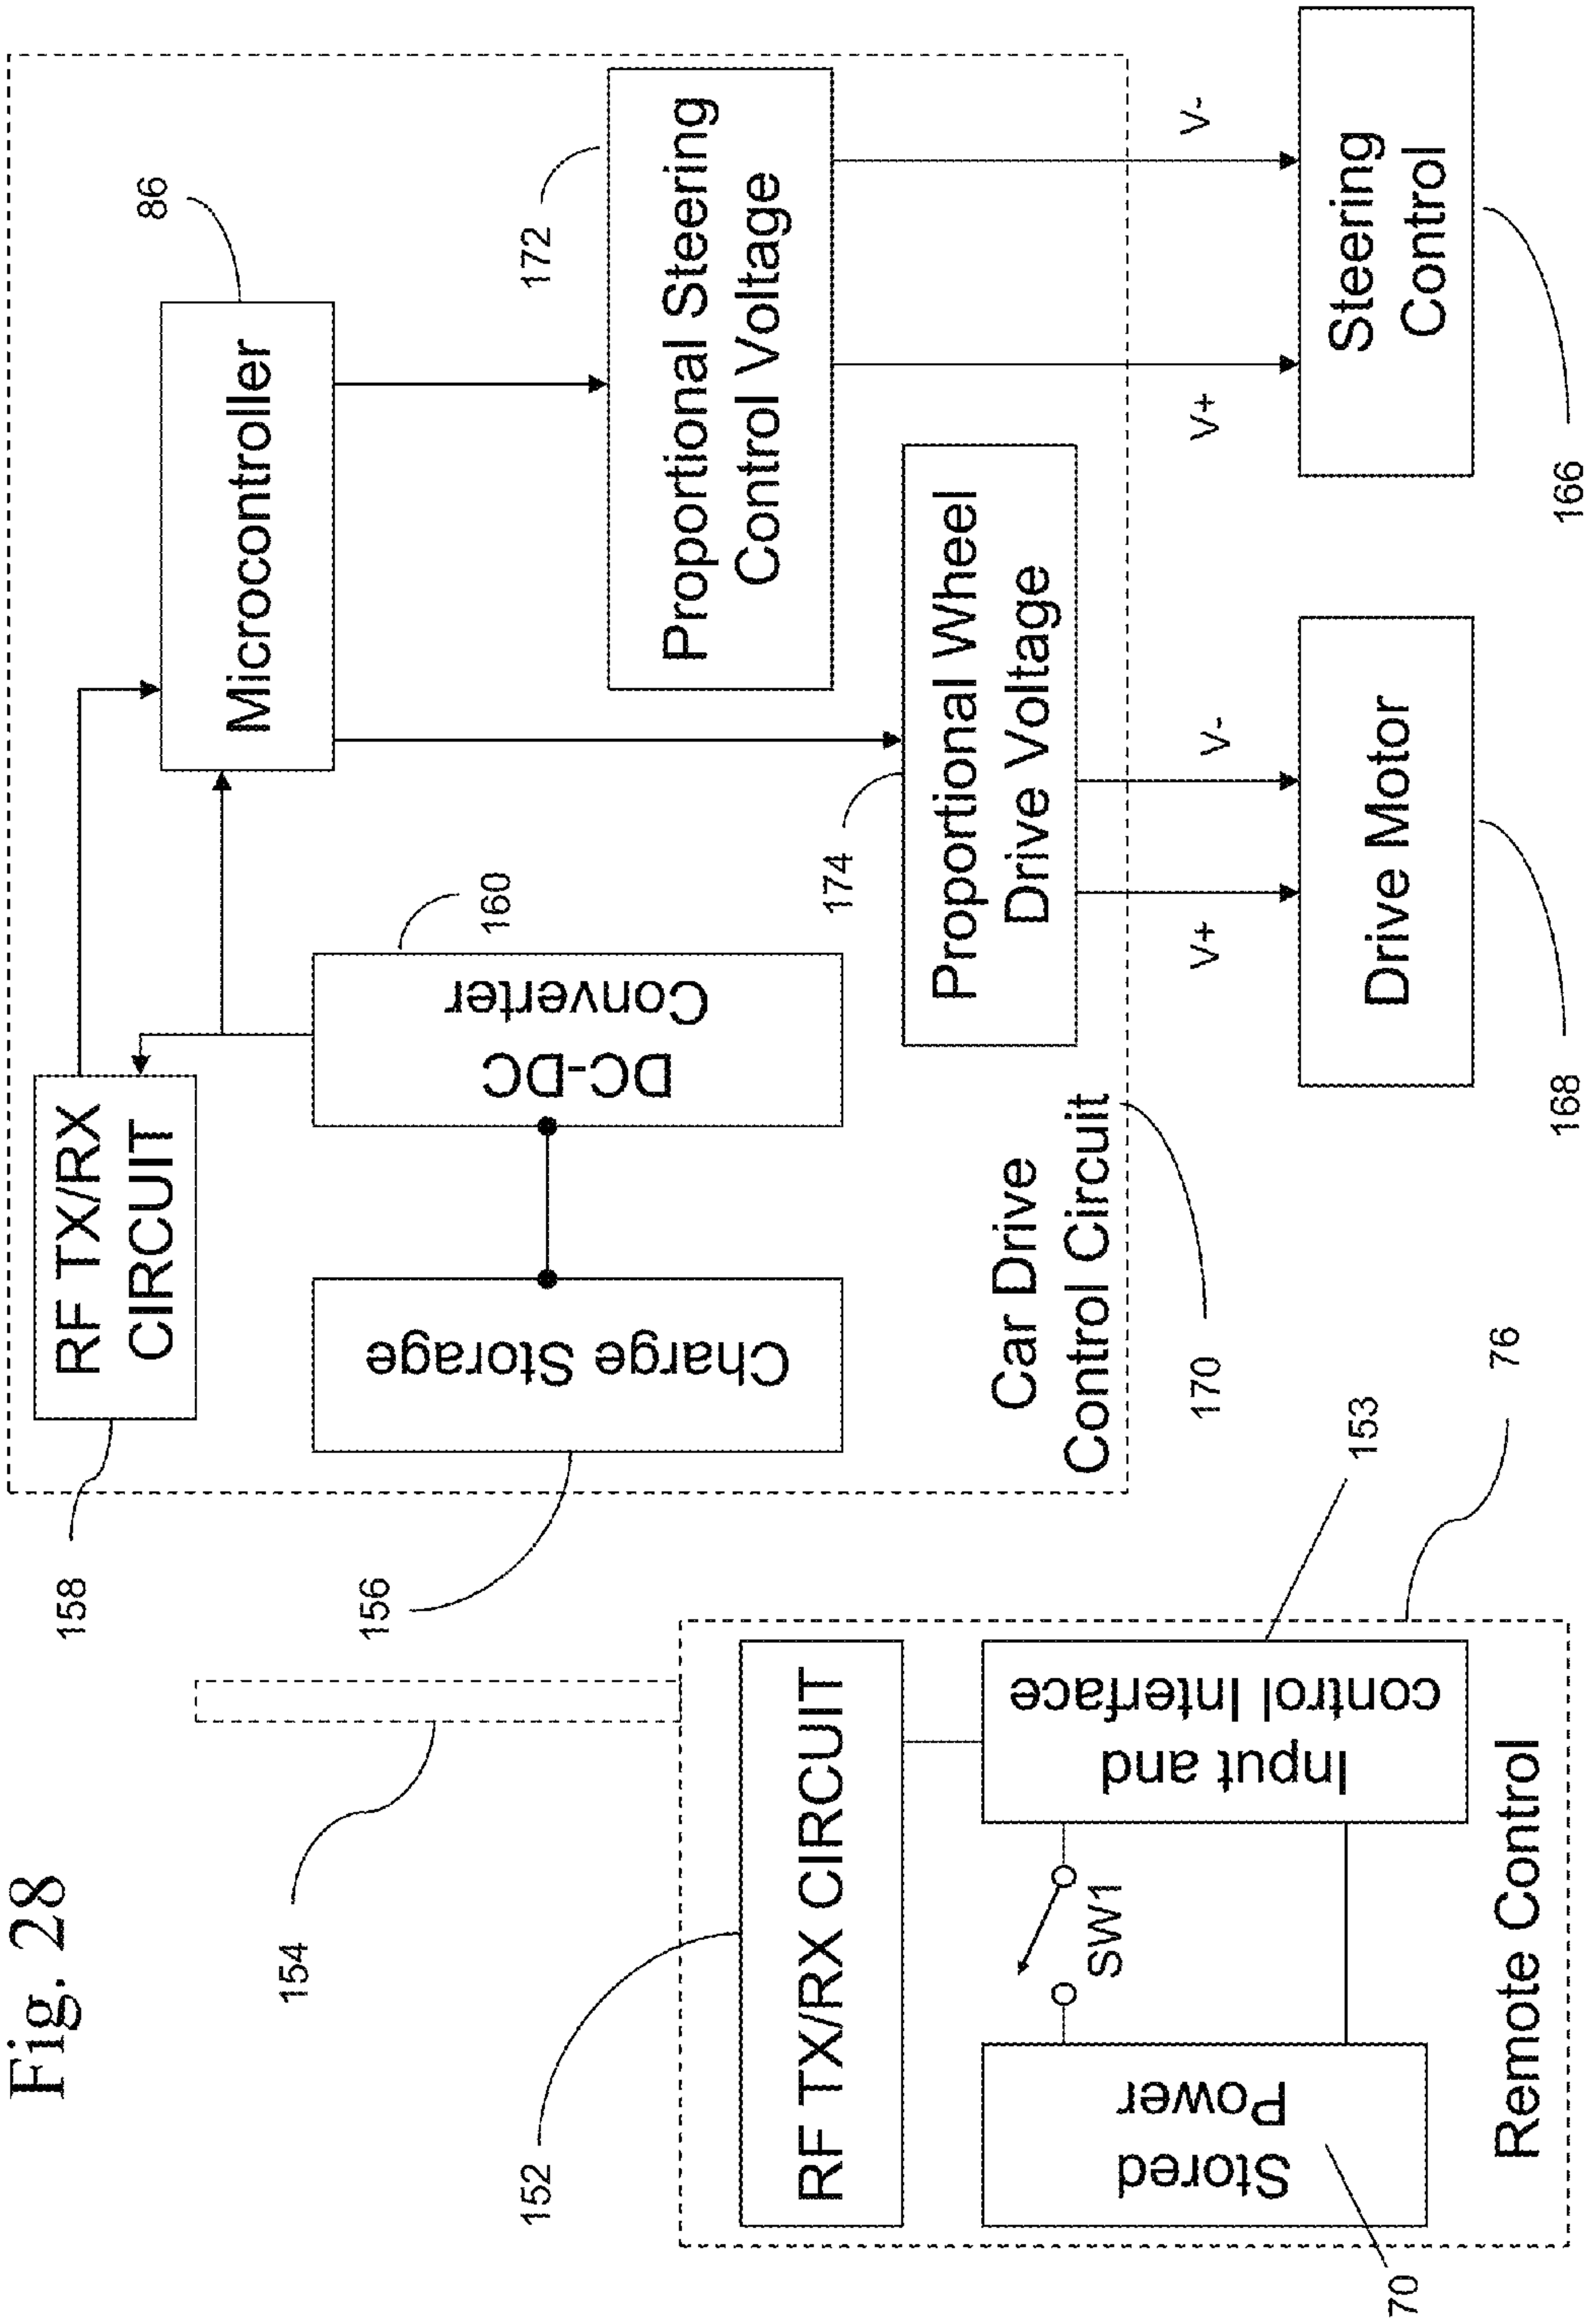 Fig. 28
154
152
RF TX/RX CIRCUIT
Stored
Power
70
SW1
Input and
control Interface
153
Remote Control
76
158
RF TX/RX
CIRCUIT
156
Charge Storage
DC-DC
Converter
160
Microcontroller
86
172
Proportional Steering
Control Voltage
174
Proportional Wheel
Drive Voltage
Car Drive
Control Circuit
170
V+
V-
V+
V-
Drive Motor
168
Steering
Control
166